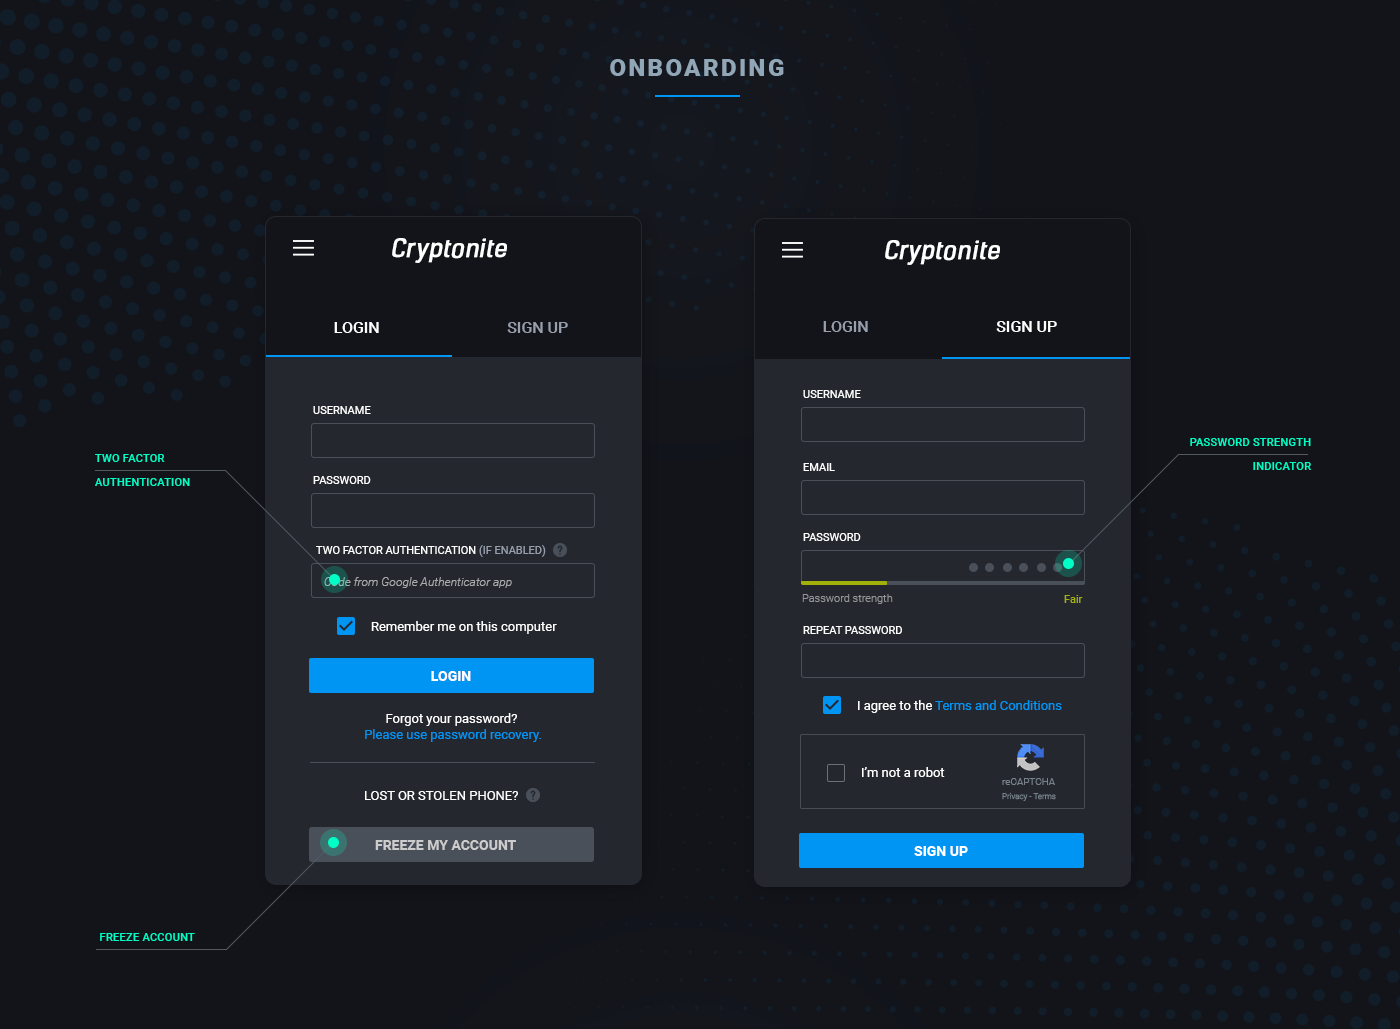 ONBOARDING
Cryptonite
LOGIN
SIGN UP
USERNAME
PASSWORD
TWO FACTOR AUTHENTICATION (IF ENABLED) ?
Code from Google Authenticator app
Remember me on this computer
LOGIN
Forgot your password?
Please use password recovery.
LOST OR STOLEN PHONE? ?
FREEZE MY ACCOUNT
TWO FACTOR
AUTHENTICATION
FREEZE ACCOUNT
Cryptonite
LOGIN
SIGN UP
USERNAME
EMAIL
PASSWORD
Password strength
Fair
REPEAT PASSWORD
I agree to the Terms and Conditions
I'm not a robot
reCAPTCHA
Privacy - Terms
SIGN UP
PASSWORD STRENGTH
INDICATOR